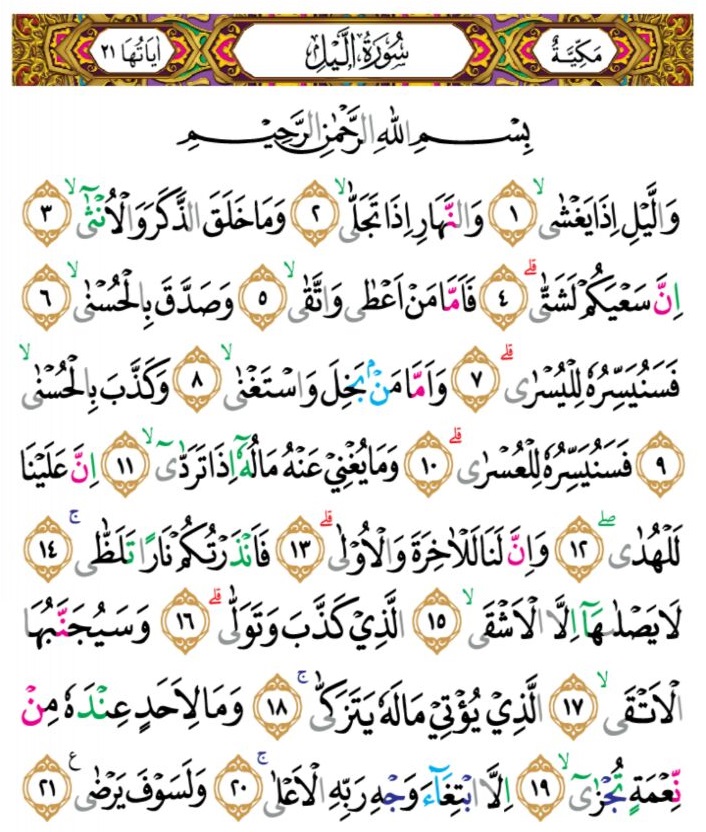 مَكِّيَّةٌ سُورَةُ الَّيْلِ اٰيَاتُهَا ٢١
بِسْمِ اللّٰهِ الرَّحْمٰنِ الرَّحِيْمِ
وَالَّيْلِ اِذَا يَغْشٰىۙ ١ وَالنَّهَارِ اِذَا تَجَلّٰىۙ ٢ وَمَا خَلَقَ الذَّكَرَ وَالْاُنْثٰىٓۙ ٣
اِنَّ سَعْيَكُمْ لَشَتّٰىۗ ٤ فَاَمَّا مَنْ اَعْطٰى وَاتَّقٰىۙ ٥ وَصَدَّقَ بِالْحُسْنٰىۙ ٦
فَسَنُيَسِّرُهٗ لِلْيُسْرٰىۗ ٧ وَاَمَّا مَنْۢ بَخِلَ وَاسْتَغْنٰىۙ ٨ وَكَذَّبَ بِالْحُسْنٰىۙ
٩ فَسَنُيَسِّرُهٗ لِلْعُسْرٰىۗ ١٠ وَمَا يُغْنِيْ عَنْهُ مَالُهٗٓ اِذَا تَرَدّٰىٓۙ ١١ اِنَّ عَلَيْنَا
لَلْهُدٰىۖ ١٢ وَاِنَّ لَنَا لَلْاٰخِرَةَ وَالْاُوْلٰىۗ ١٣ فَاَنْذَرْتُكُمْ نَارًا تَلَظّٰىۚ ١٤
لَا يَصْلٰىهَآ اِلَّا الْاَشْقَىۙ ١٥ الَّذِيْ كَذَّبَ وَتَوَلّٰىۗ ١٦ وَسَيُجَنَّبُهَا
الْاَتْقَىۙ ١٧ الَّذِيْ يُؤْتِيْ مَالَهٗ يَتَزَكّٰىۚ ١٨ وَمَا لِاَحَدٍ عِنْدَهٗ مِنْ
نِّعْمَةٍ تُجْزٰىٓۙ ١٩ اِلَّا ابْتِغَاۤءَ وَجْهِ رَبِّهِ الْاَعْلٰىۚ ٢٠ وَلَسَوْفَ يَرْضٰى ع ٢١